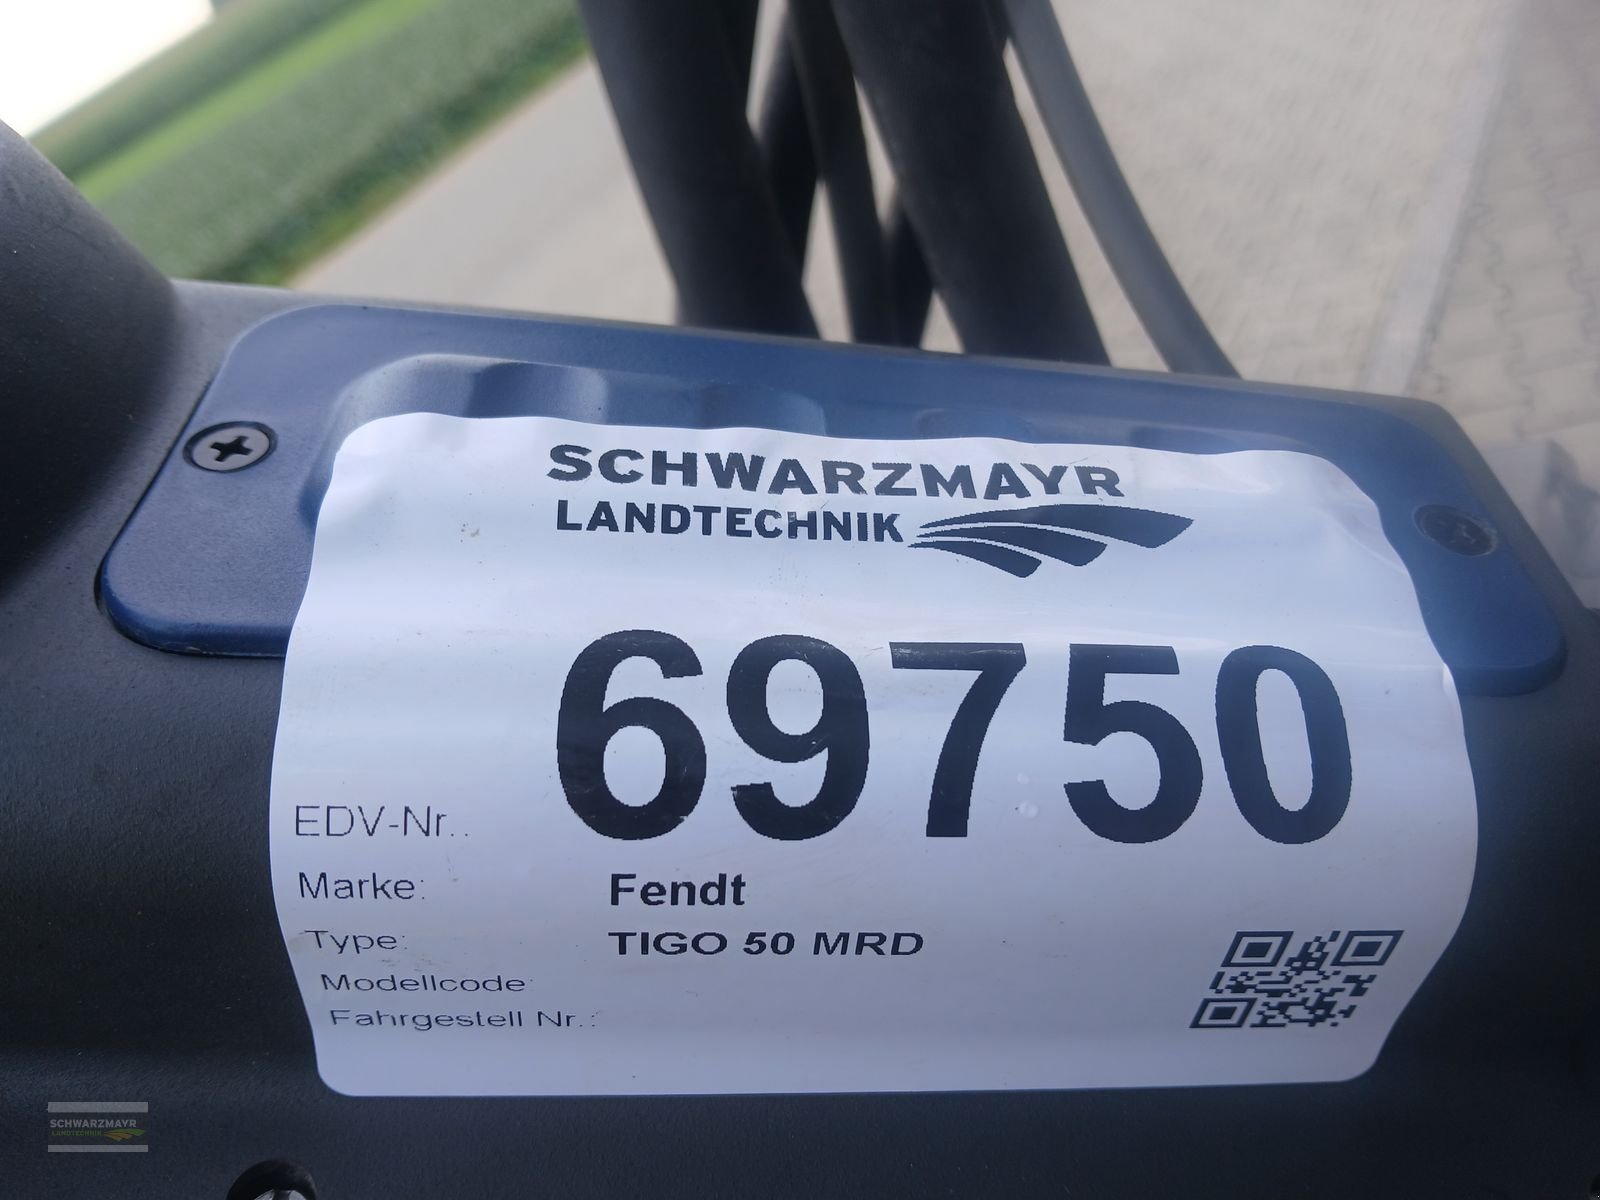 SCHWARZMAYR
LANDTECHNIK
EDV-Nr.: 69750
Marke: Fendt
Type: TIGO 50 MRD
Modellcode:
Fahrgestell Nr.:
SCHWARZMAYR
LANDTECHNIK